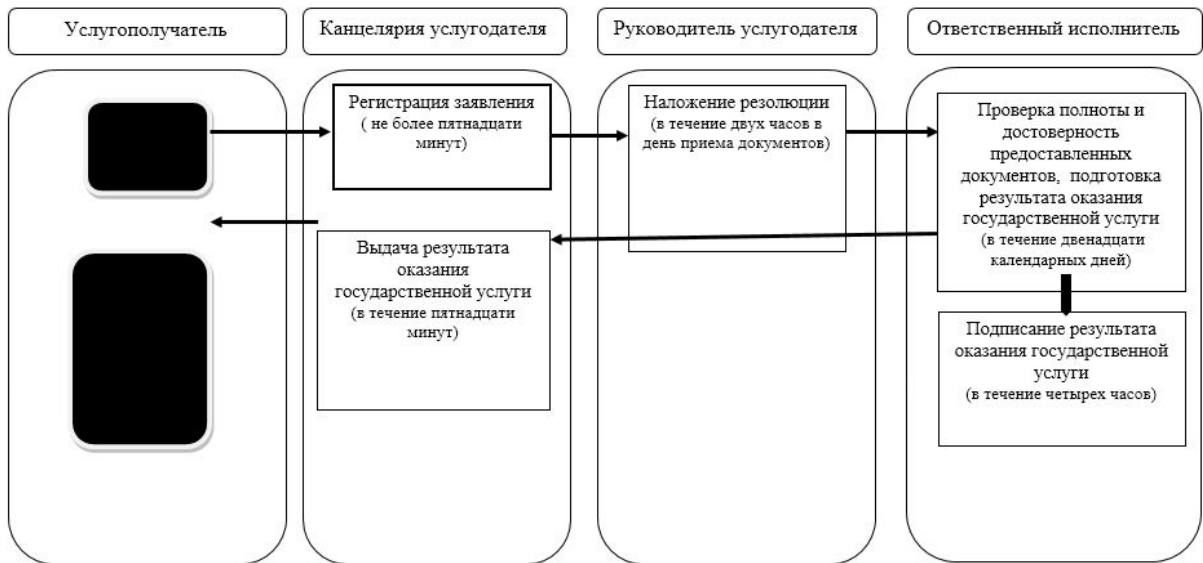 Услугополучатель
Канцелярия услугодателя
Руководитель услугодателя
Ответственный исполнитель
Регистрация заявления
( не более пятнадцати
минут)
Наложение резолюции
(в течение двух часов в
день приема документов)
Проверка полноты и
достоверность
предоставленных
документов, подготовка
результата оказания
государственной услуги
(в течение двенадцати
календарных дней)
Выдача результата
оказания
государственной услуги
(в течение пятнадцати
минут)
Подписание результата
оказания государственной
услуги
(в течение четырех часов)